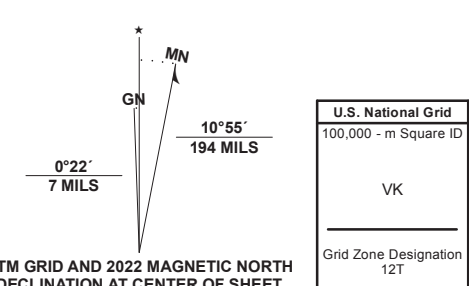 ★
MN
GN
10°55´
194 MILS
0°22´
7 MILS
TM GRID AND 2022 MAGNETIC NORTH
DECLINATION AT CENTER OF SHEET
U.S. National Grid
100,000 - m Square ID
VK
Grid Zone Designation
12T